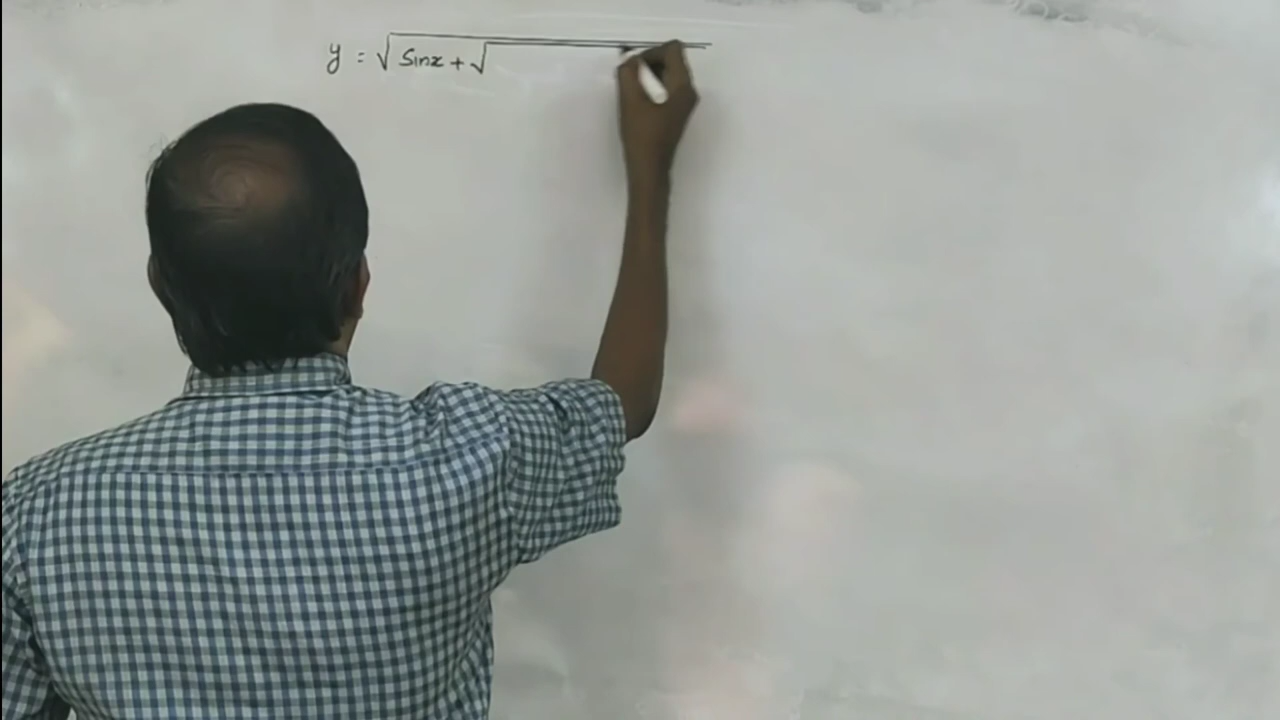 y = √(Sinx + √